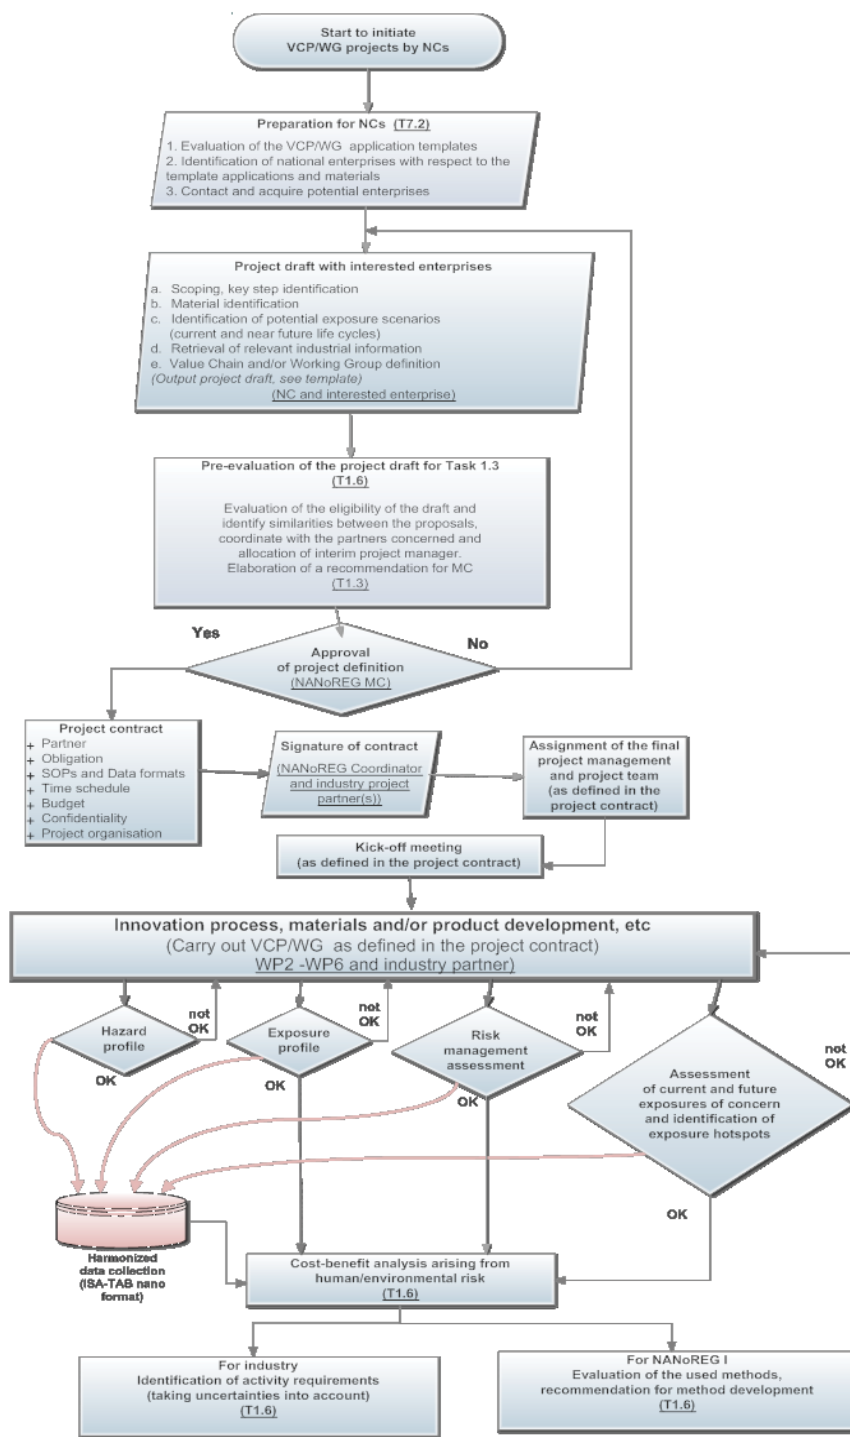 Start to initiate
VCP/WG projects by NCs
Preparation for NCs (T7.2)
1. Evaluation of the VCP/WG application templates
2. Identification of national enterprises with respect to the
template applications and materials
3. Contact and acquire potential enterprises
Project draft with interested enterprises
a. Scoping, key step identification
b. Material identification
c. Identification of potential exposure scenarios
(current and near future life cycles)
d. Retrieval of relevant industrial information
e. Value Chain and/or Working Group definition
(Output project draft, see template)
(NC and interested enterprise)
Pre-evaluation of the project draft for Task 1.3
(T1.6)
Evaluation of the eligibility of the draft and
identify similarities between the proposals,
coordinate with the partners concerned and
allocation of interim project manager.
Elaboration of a recommendation for MC
(T1.3)
Yes
No
Approval
of project definition
(NANoREG MC)
Project contract
+ Partner
+ Obligation
+ SOPs and Data formats
+ Time schedule
+ Budget
+ Confidentiality
+ Project organisation
Signature of contract
(NANoREG Coordinator
and industry project
partner(s))
Assignment of the final
project management
and project team
(as defined in the
project contract)
Kick-off meeting
(as defined in the project contract)
Innovation process, materials and/or product development, etc
(Carry out VCP/WG as defined in the project contract)
WP2 -WP6 and industry partner)
Hazard
profile
not
OK
OK
Exposure
profile
not
OK
OK
Risk
management
assessment
not
OK
OK
Assessment
of current and future
exposures of concern
and identification of
exposure hotspots
not
OK
OK
Harmonized
data collection
(ISA-TAB nano
format)
Cost-benefit analysis arising from
human/environmental risk
(T1.6)
For industry
Identification of activity requirements
(taking uncertainties into account)
(T1.6)
For NANoREG I
Evaluation of the used methods,
recommendation for method development
(T1.6)